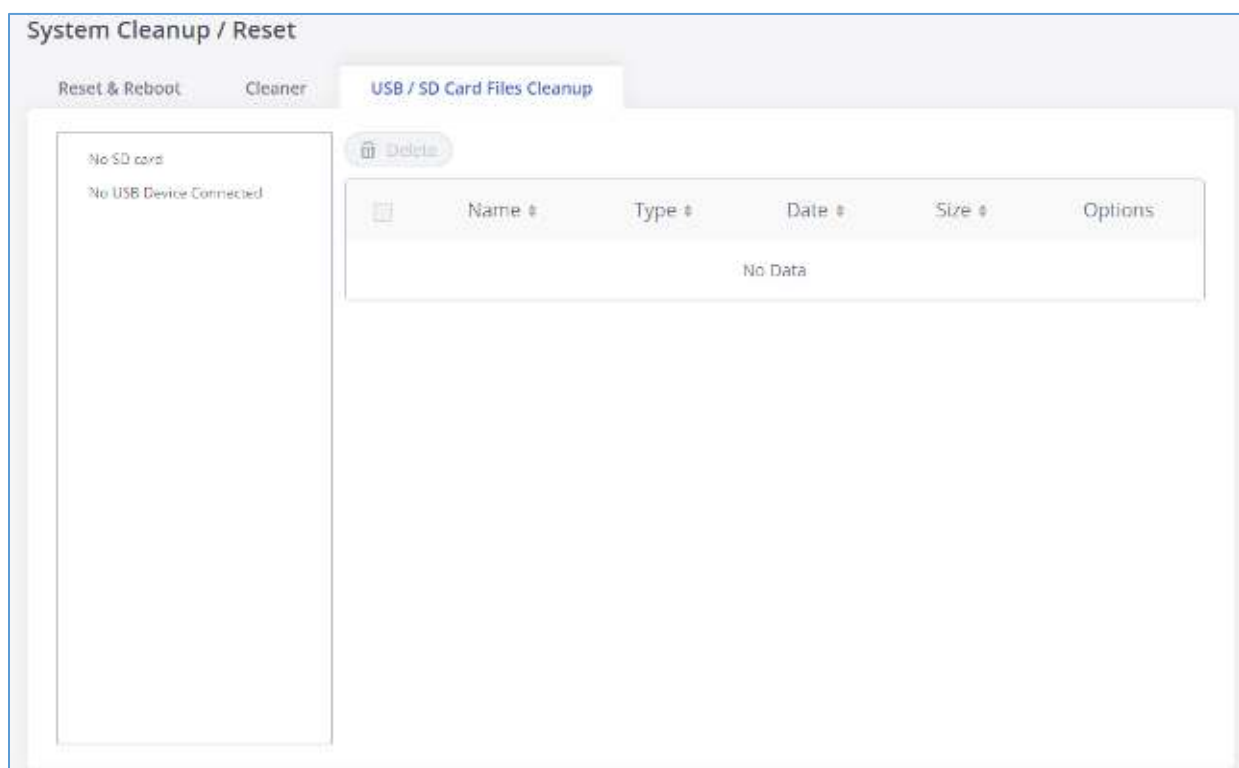 System Cleanup / Reset
Reset & Reboot Cleaner USB / SD Card Files Cleanup
No SD card
No USB Device Connected
Delete
Name Type Date Size Options
No Data